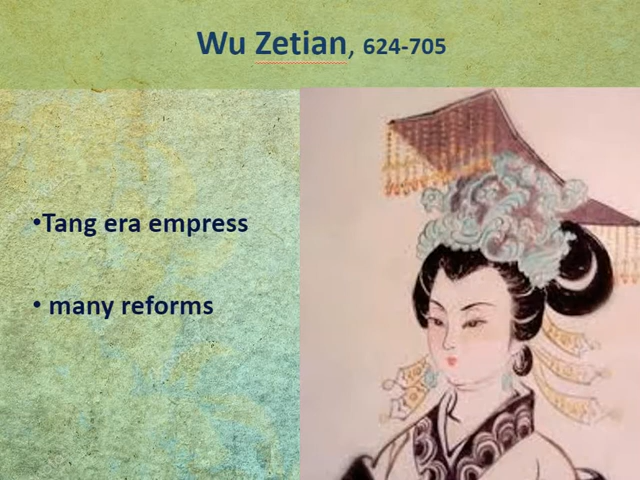 Wu Zetian, 624-705
•Tang era empress
• many reforms